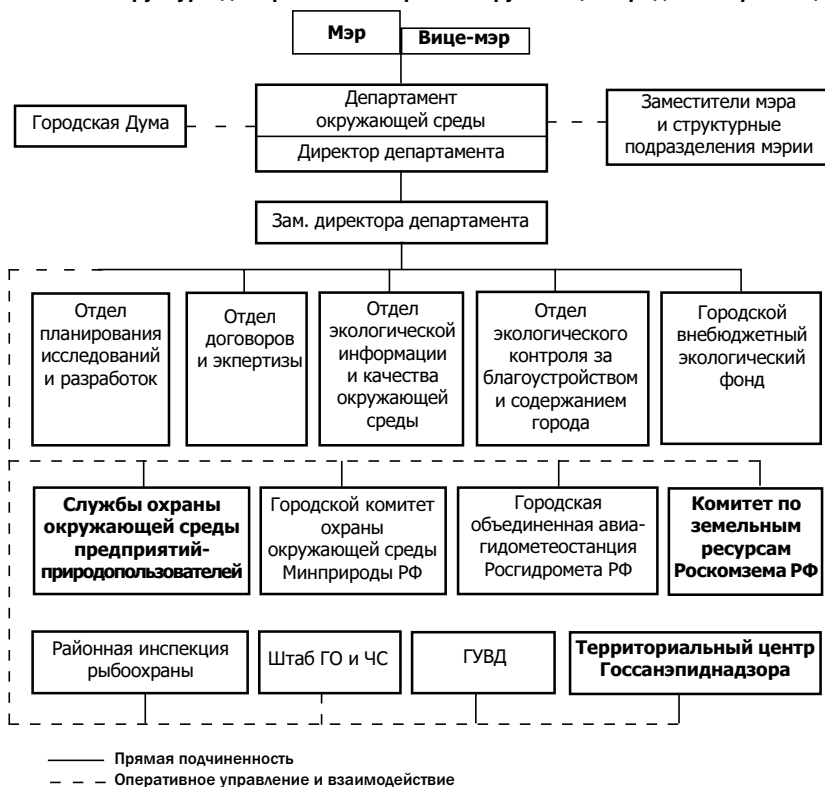 Мэр
Вице-мэр
Департамент
окружающей среды
Директор департамента
Городская Дума
Заместители мэра
и структурные
подразделения мэрии
Зам. директора департамента
Отдел
планирования
исследований
и разработок
Отдел
договоров
и экпертизы
Отдел
экологической
информации
и качества
окружающей
среды
Отдел
экологического
контроля за
благоустройством
и содержанием
города
Городской
внебюджетный
экологический
фонд
Службы охраны
окружающей среды
предприятий-
природопользователей
Городской комитет
охраны
окружающей среды
Минприроды РФ
Городская
объединенная авиа-
гидометеостанция
Росгидромета РФ
Комитет по
земельным
ресурсам
Роскомзема РФ
Районная инспекция
рыбоохраны
Штаб ГО и ЧС
ГУВД
Территориальный центр
Госсанэпиднадзора
Прямая подчиненность
Оперативное управление и взаимодействие